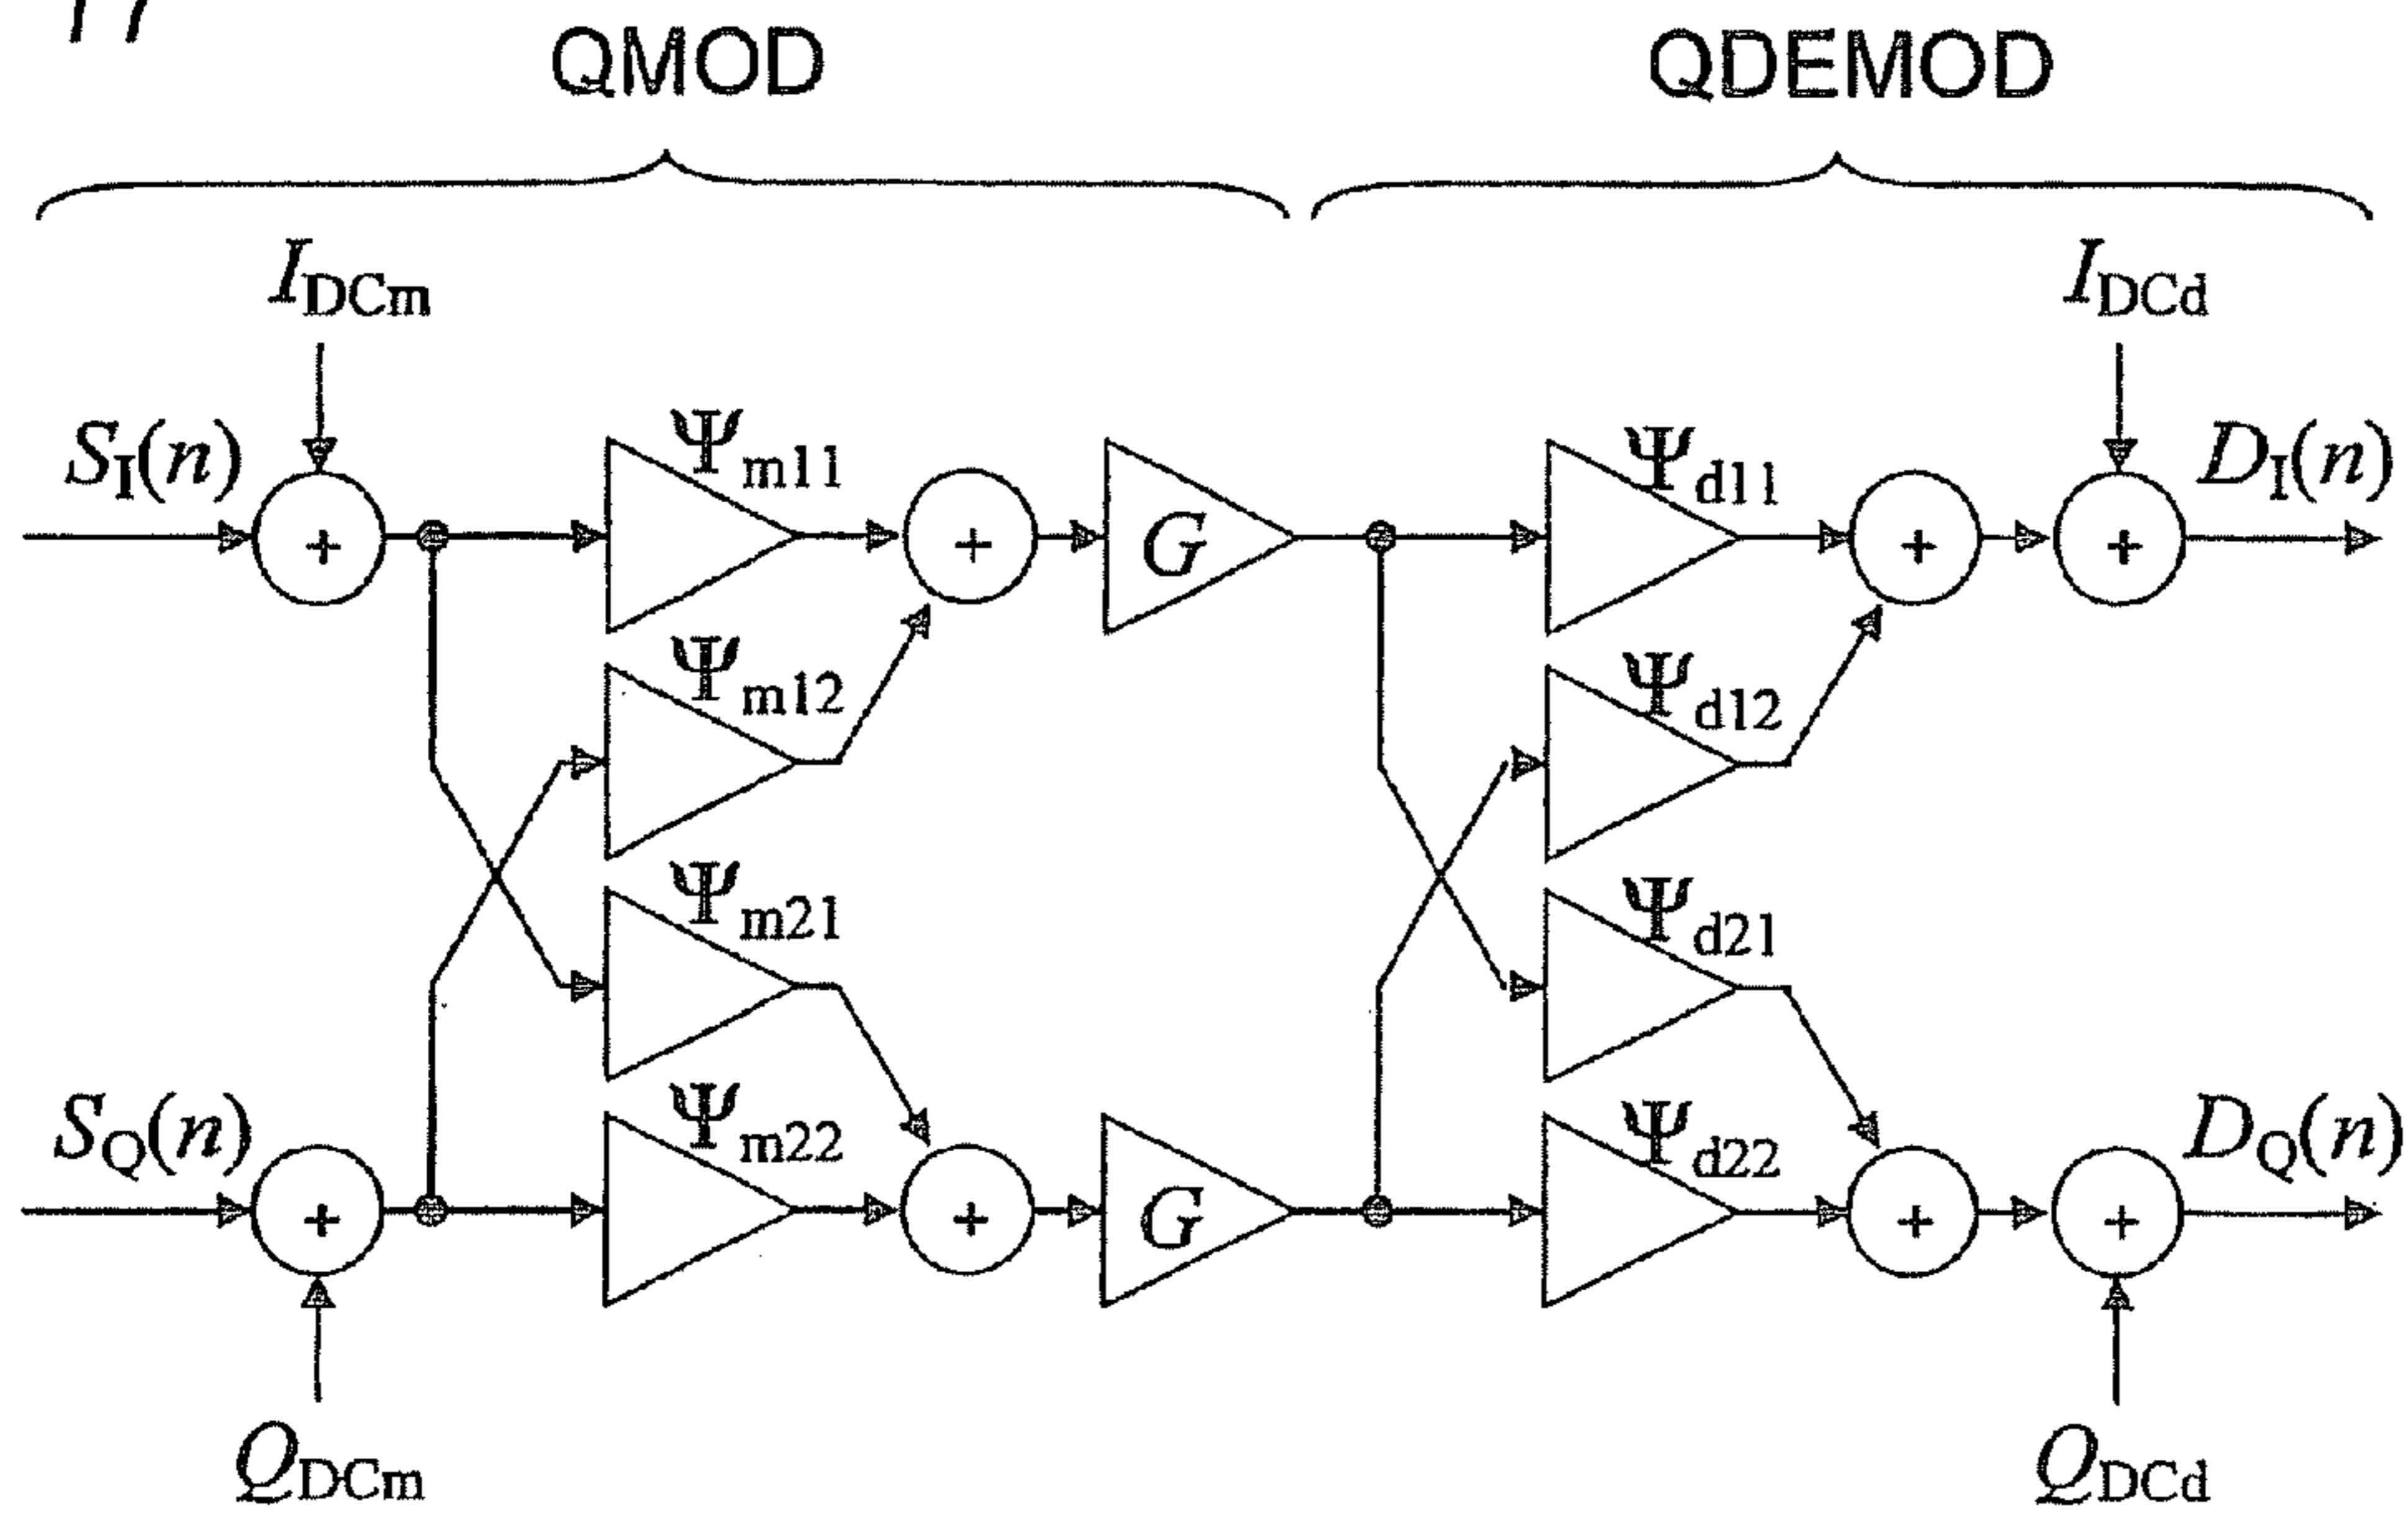 QMOD QDEMOD
I_DCm I_DCd
S_I(n) Ψ_m11 Ψ_d11 D_I(n)
+ + G + +
Ψ_m12 Ψ_d12
Ψ_m21 Ψ_d21
S_Q(n) Ψ_m22 Ψ_d22 D_Q(n)
+ + G + +
Q_DCm Q_DCd